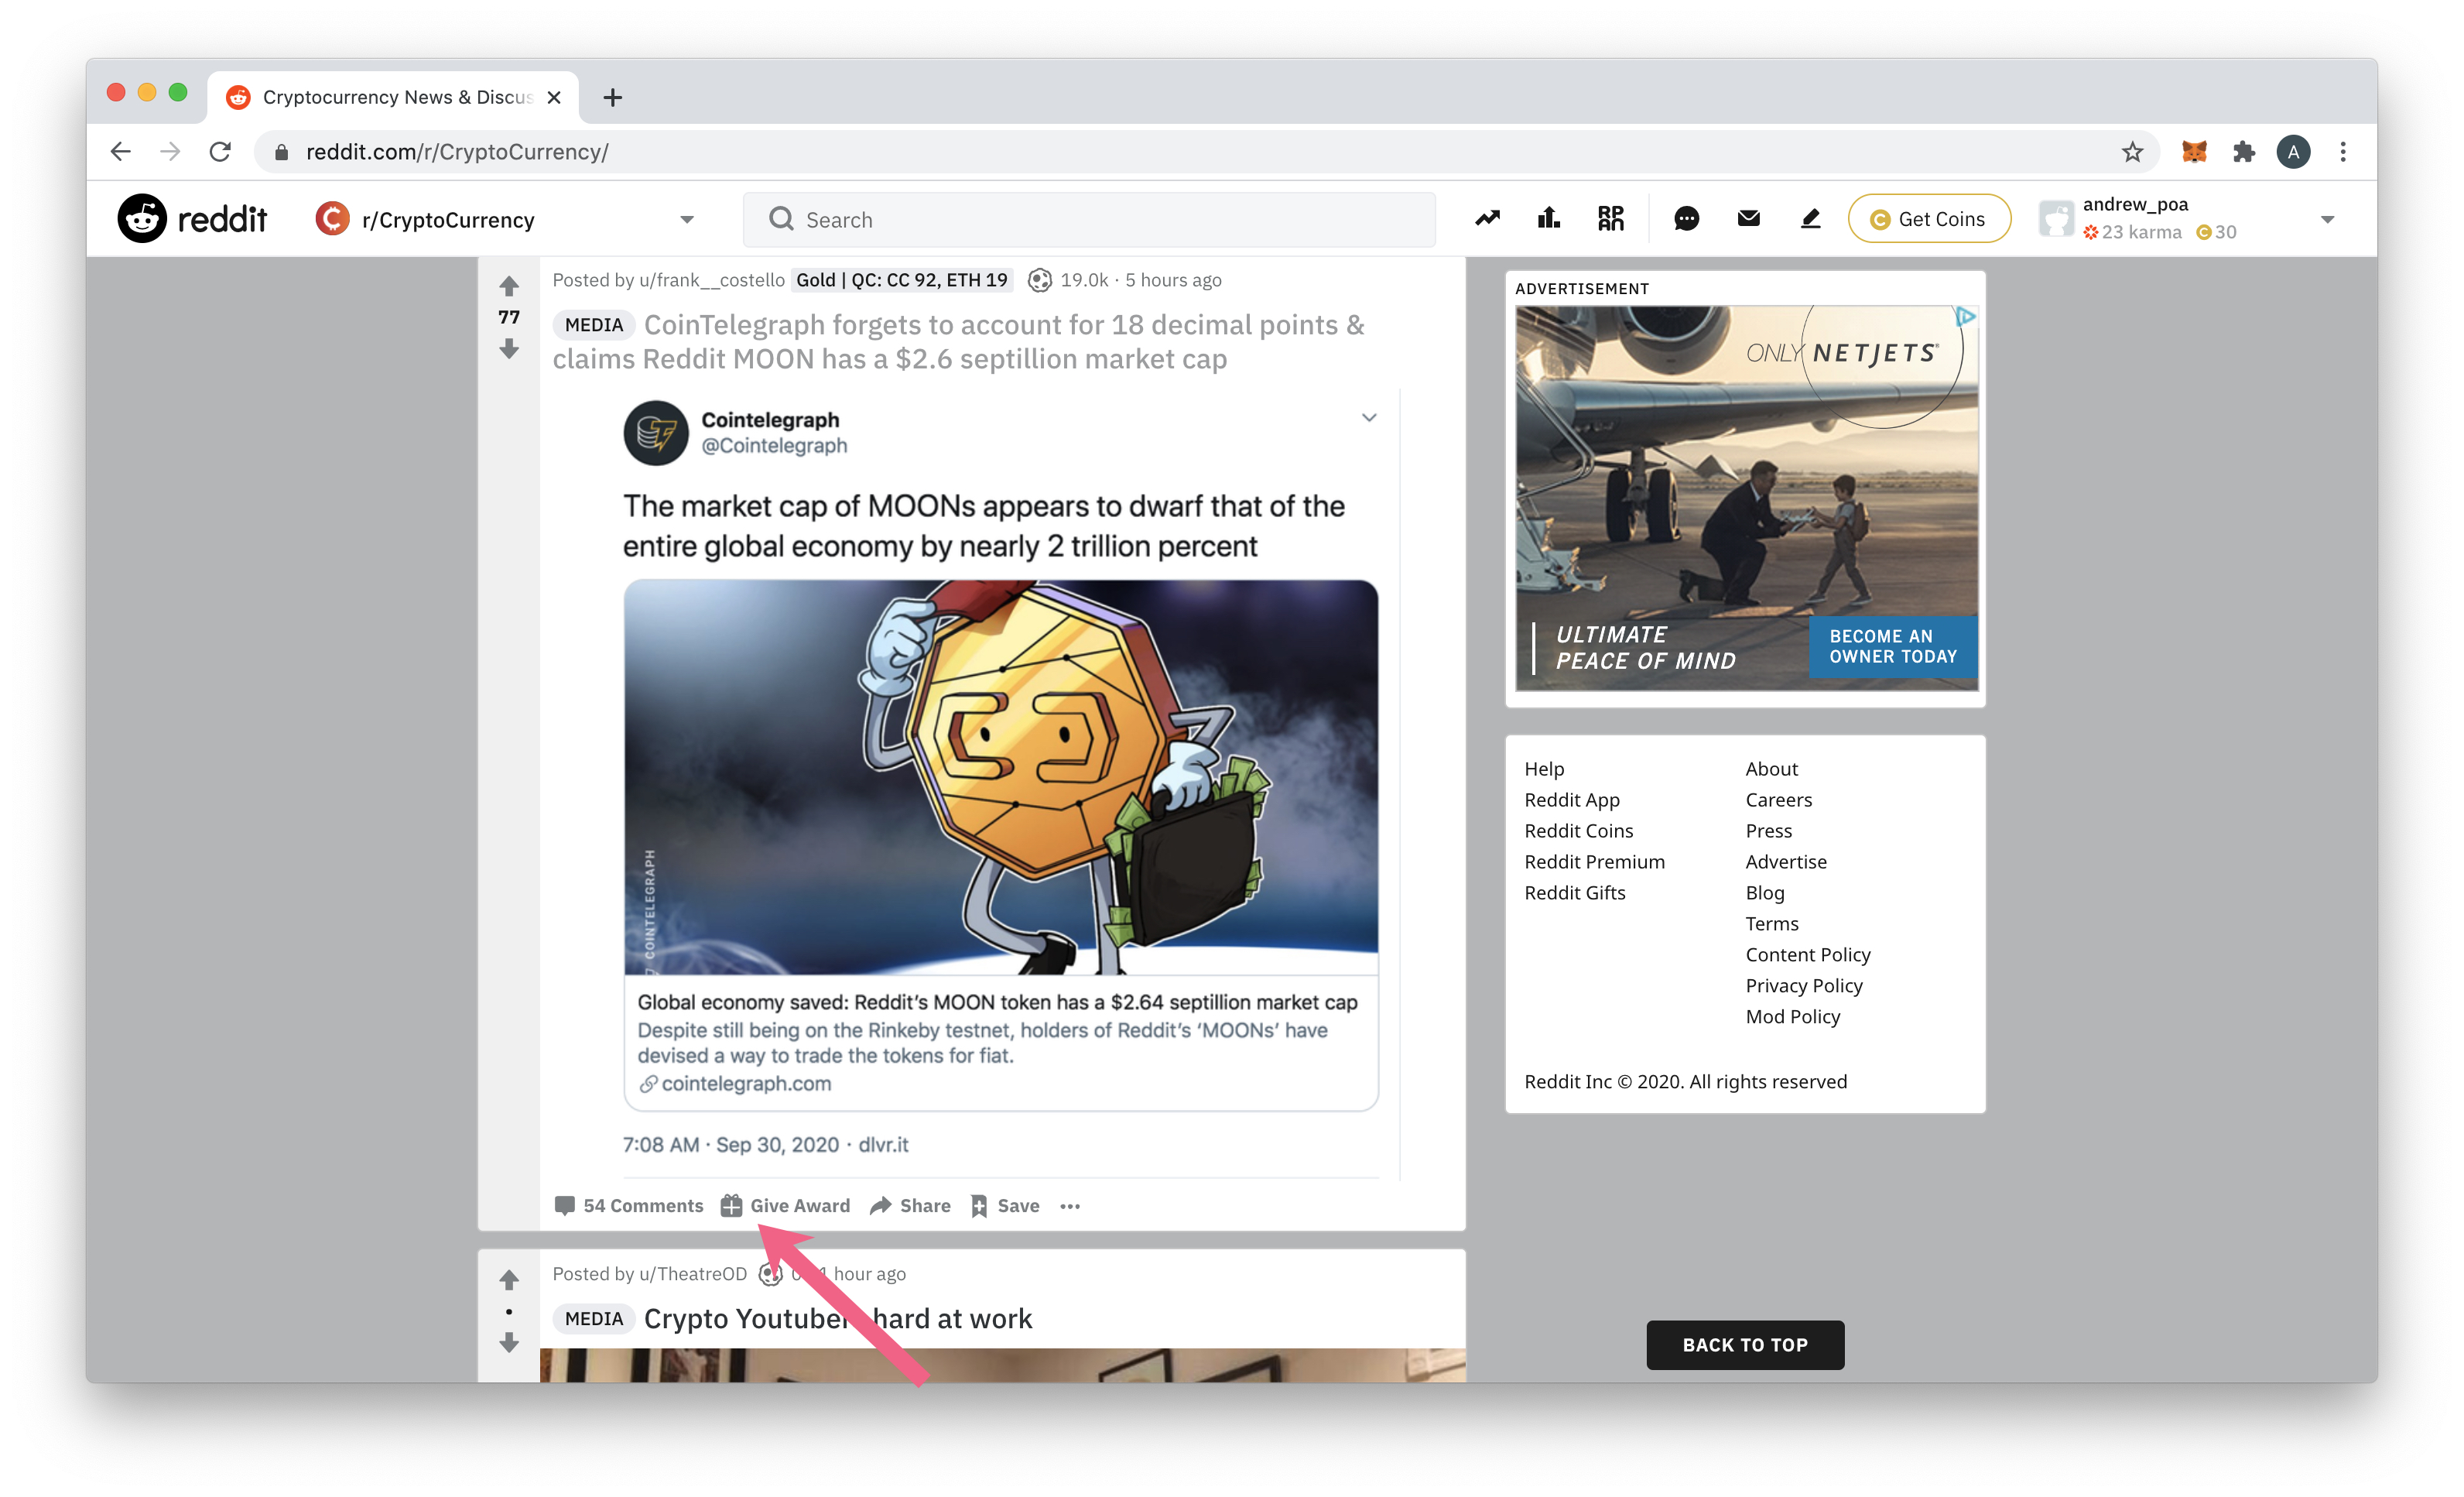 Cryptocurrency News & Discus
reddit.com/r/CryptoCurrency/
A
reddit
r/CryptoCurrency
Search
RPAN
Get Coins
andrew_poa
23 karma 30
Posted by u/frank__costello Gold | QC: CC 92, ETH 19 19.0k · 5 hours ago
77
MEDIA CoinTelegraph forgets to account for 18 decimal points &
claims Reddit MOON has a $2.6 septillion market cap
Cointelegraph
@Cointelegraph
The market cap of MOONs appears to dwarf that of the
entire global economy by nearly 2 trillion percent
COINTELEGRAPH
Global economy saved: Reddit's MOON token has a $2.64 septillion market cap
Despite still being on the Rinkeby testnet, holders of Reddit's 'MOONs' have
devised a way to trade the tokens for fiat.
cointelegraph.com
7:08 AM · Sep 30, 2020 · dlvr.it
54 Comments Give Award Share Save
Posted by u/TheatreOD hour ago
MEDIA Crypto Youtuber hard at work
ADVERTISEMENT
ONLY NETJETS
ULTIMATE
PEACE OF MIND
BECOME AN
OWNER TODAY
Help
Reddit App
Reddit Coins
Reddit Premium
Reddit Gifts
About
Careers
Press
Advertise
Blog
Terms
Content Policy
Privacy Policy
Mod Policy
Reddit Inc © 2020. All rights reserved
BACK TO TOP